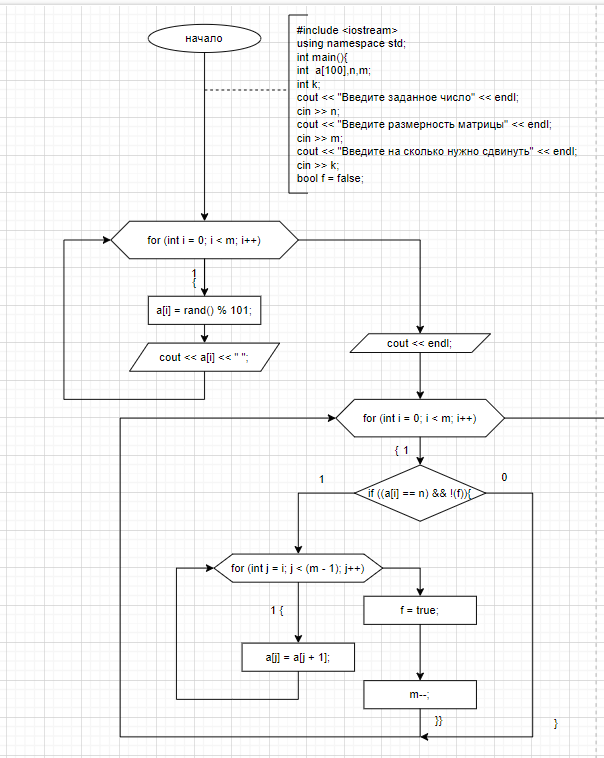 начало
#include <iostream>
using namespace std;
int main(){
int  a[100],n,m;
int k;
cout << "Введите заданное число" << endl;
cin >> n;
cout << "Введите размерность матрицы" << endl;
cin >> m;
cout << "Введите на сколько нужно сдвинуть" << endl;
cin >> k;
bool f = false;
for (int i = 0; i < m; i++)
1
{
a[i] = rand() % 101;
cout << a[i] << " ";
cout << endl;
for (int i = 0; i < m; i++)
{ 1
1
0
if ((a[i] == n) && !(f)){
for (int j = i; j < (m - 1); j++)
1 {
f = true;
a[j] = a[j + 1];
m--;
}}
}